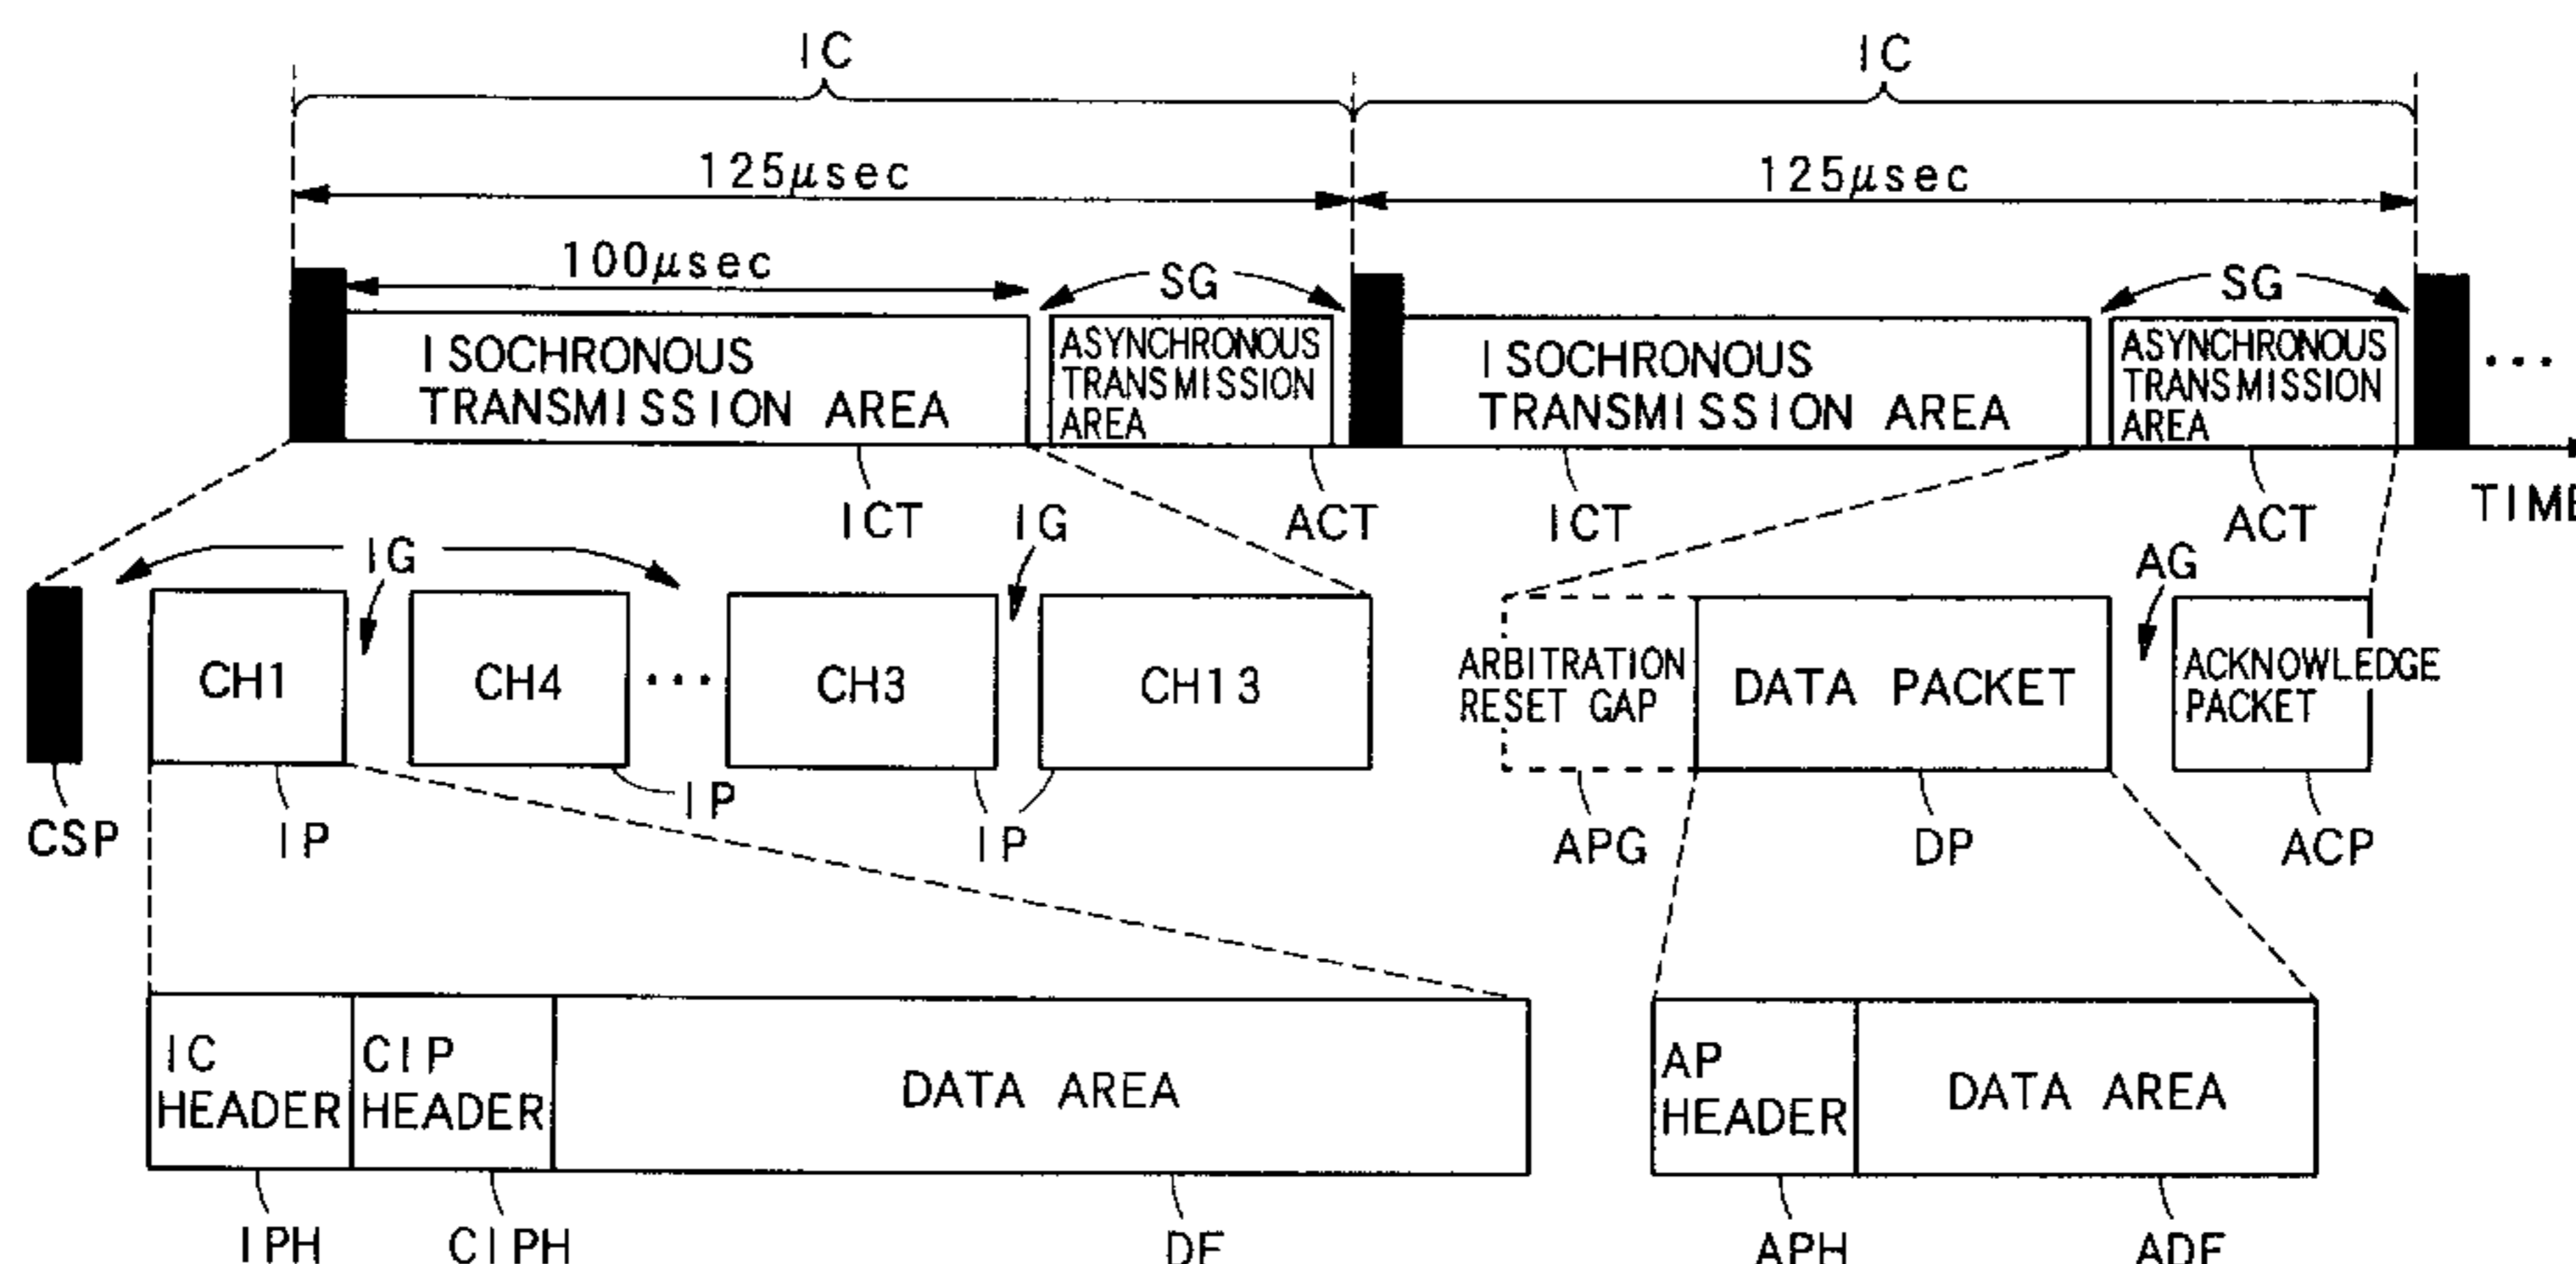 IC IC
125μsec 125μsec
100μsec SG SG
ISOCHRONOUS
TRANSMISSION AREA
ASYNCHRONOUS
TRANSMISSION
AREA
ISOCHRONOUS
TRANSMISSION AREA
ASYNCHRONOUS
TRANSMISSION
AREA
...
ICT ACT ICT ACT
IG IG AG
CH1 CH4 ... CH3 CH13
ARBITRATION
RESET GAP
DATA PACKET
ACKNOWLEDGE
PACKET
CSP IP IP IP APG DP ACP
IC
HEADER
CIP
HEADER
DATA AREA
AP
HEADER
DATA AREA
IPH CIPH APH